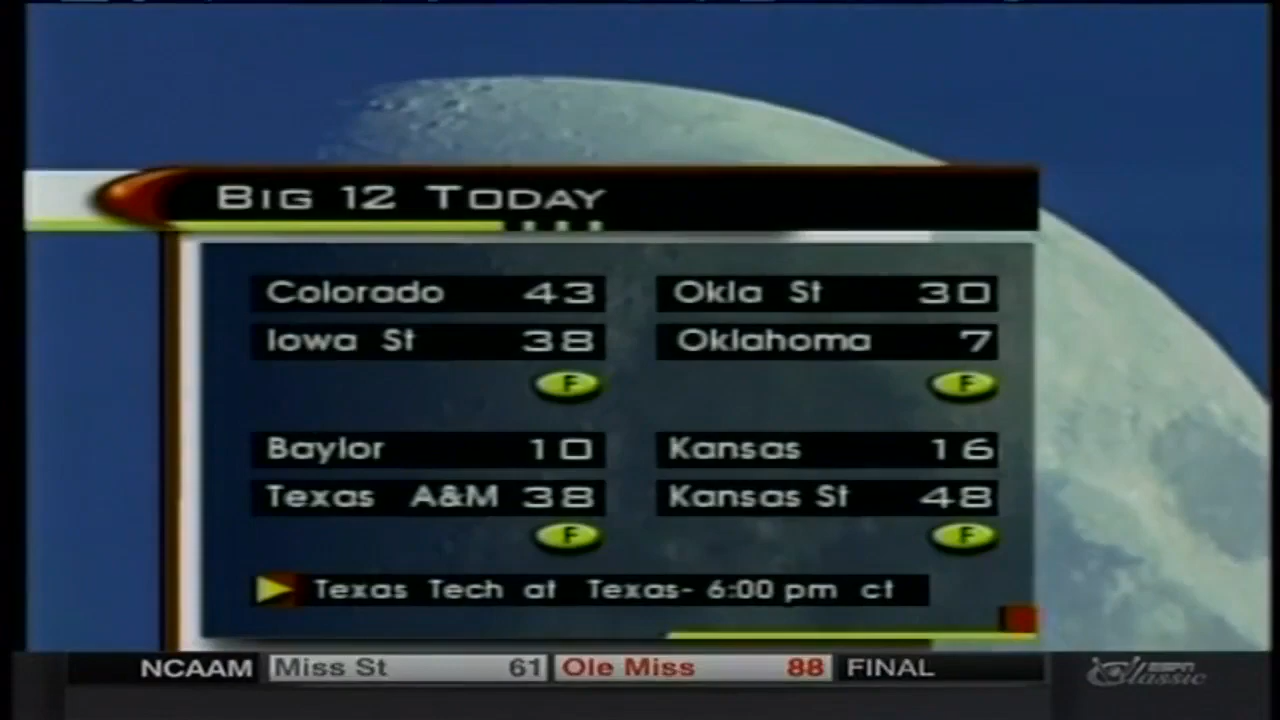 BIG 12 TODAY
Colorado 43
Iowa St 38
F
Okla St 30
Oklahoma 7
F
Baylor 10
Texas A&M 38
F
Kansas 16
Kansas St 48
F
Texas Tech at Texas- 6:00 pm ct
NCAAM Miss St 61 Ole Miss 88 FINAL
ESPN Classic